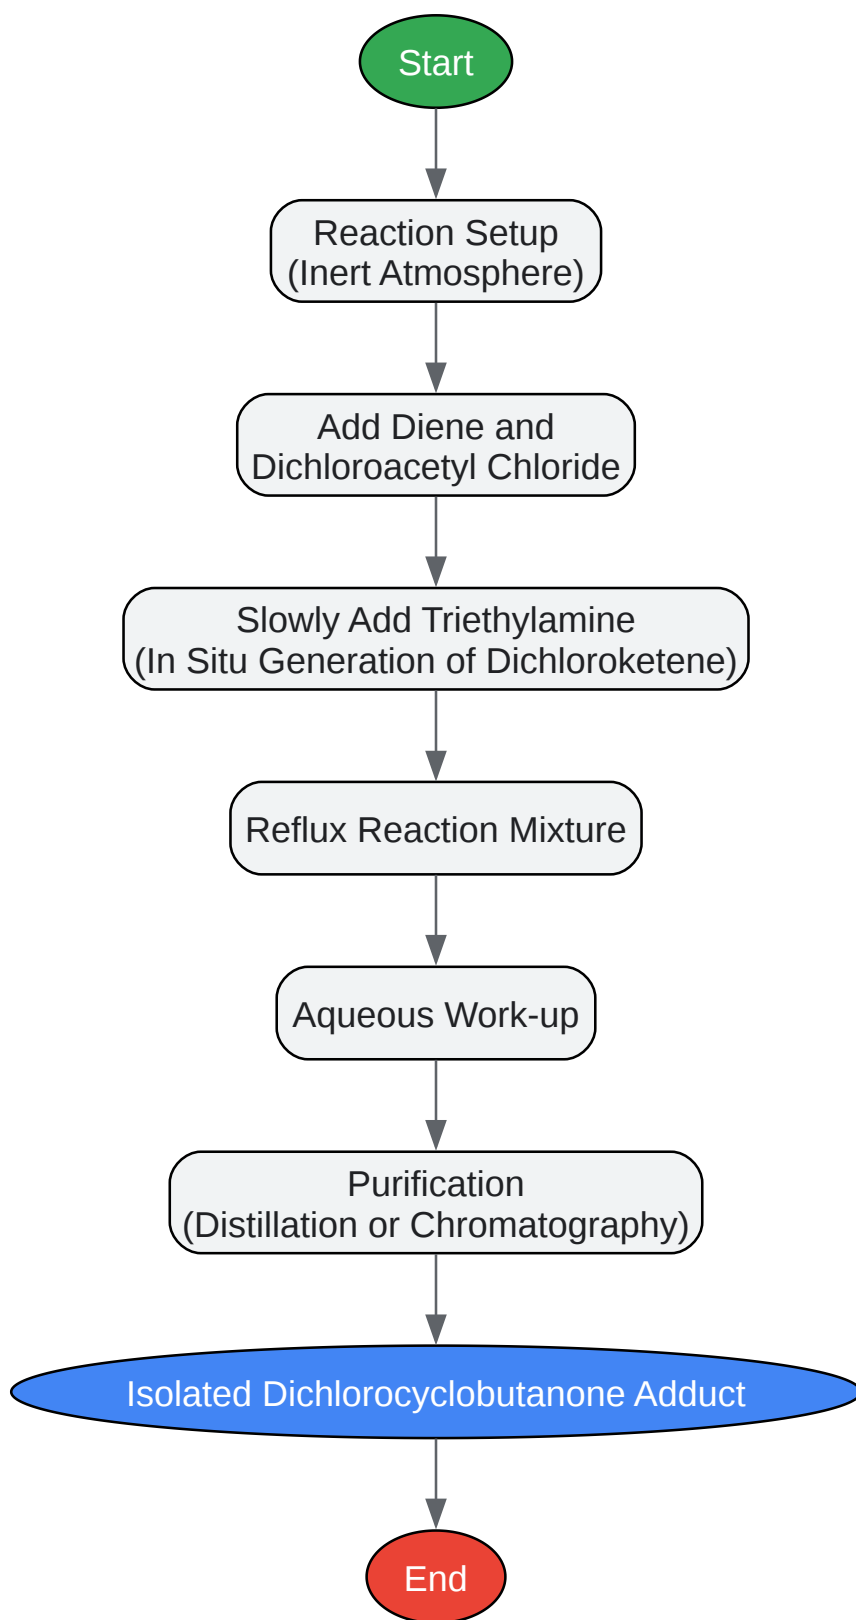 Start
Reaction Setup
(Inert Atmosphere)
Add Diene and
Dichloroacetyl Chloride
Slowly Add Triethylamine
(In Situ Generation of Dichloroketene)
Reflux Reaction Mixture
Aqueous Work-up
Purification
(Distillation or Chromatography)
Isolated Dichlorocyclobutanone Adduct
End